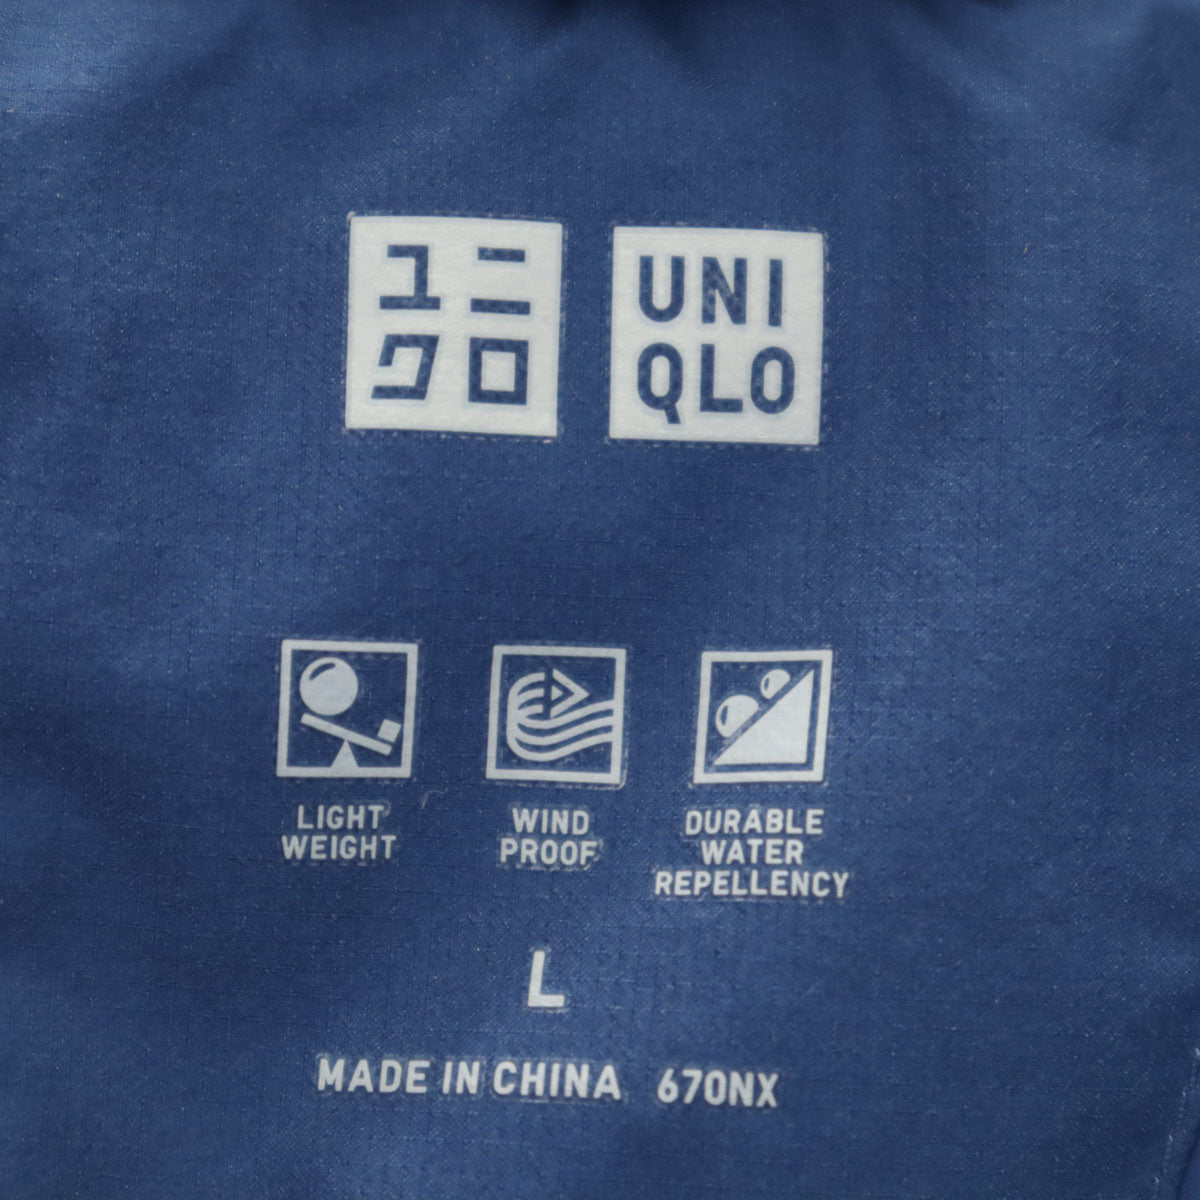 ユニ
クロ
UNI
QLO
LIGHT
WEIGHT
WIND
PROOF
DURABLE
WATER
REPELLENCY
L
MADE IN CHINA 670NX